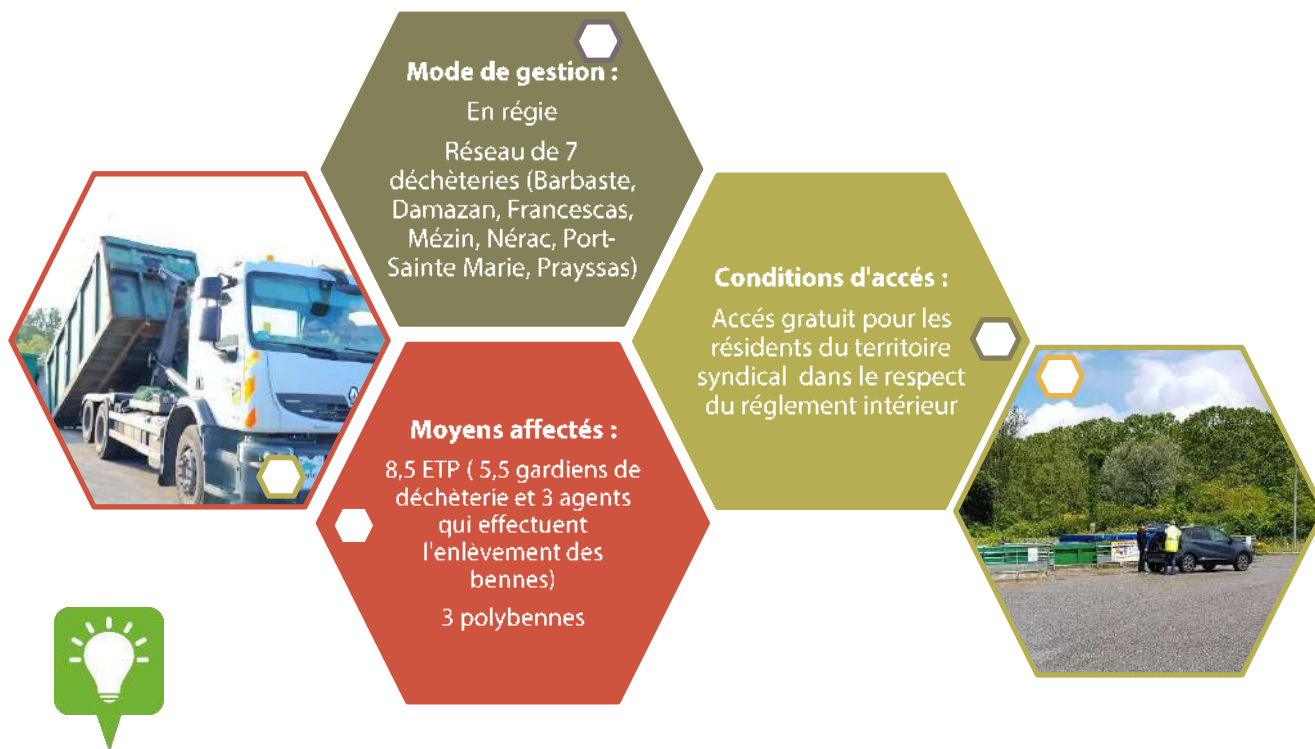 Mode de gestion :
En régie
Réseau de 7
déchèteries (Barbaste,
Damazan, Francescas,
Mézin, Nérac, Port-
Sainte Marie, Prayssas)
Conditions d'accés :
Accés gratuit pour les
résidents du territoire
syndical dans le respect
du réglement intérieur
Moyens affectés :
8,5 ETP ( 5,5 gardiens de
déchèterie et 3 agents
qui effectuent
l'enlèvement des
bennes)
3 polybennes